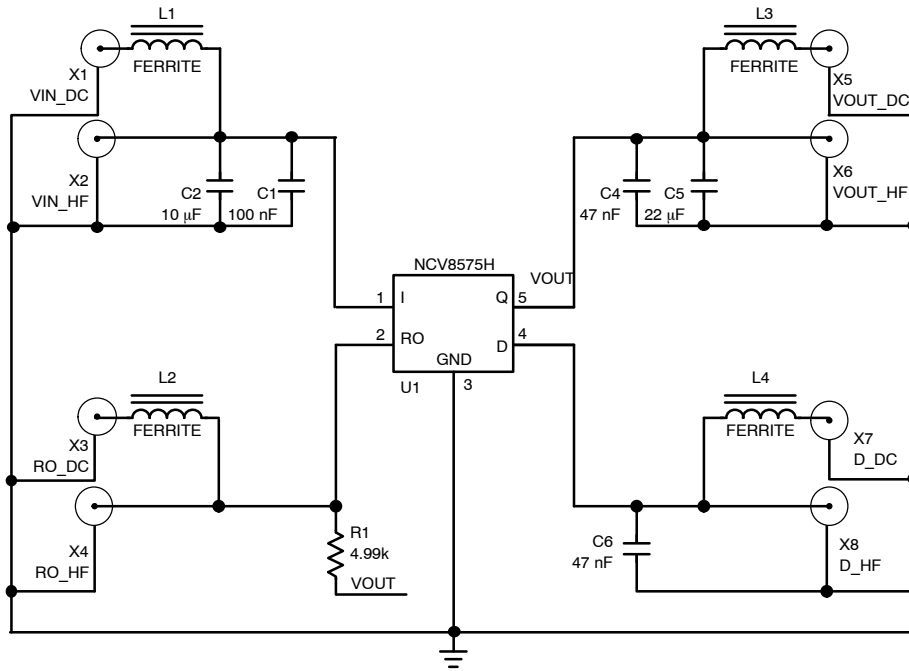 L1
FERRITE
X1
VIN_DC
X2
VIN_HF
C2
10 µF
C1
100 nF
L3
FERRITE
X5
VOUT_DC
X6
VOUT_HF
C4
47 nF
C5
22 µF
NCV8575H
VOUT
1
I
Q
5
2
RO
D
4
GND
U1
3
L2
FERRITE
X3
RO_DC
X4
RO_HF
R1
4.99k
VOUT
L4
FERRITE
X7
D_DC
C6
47 nF
X8
D_HF